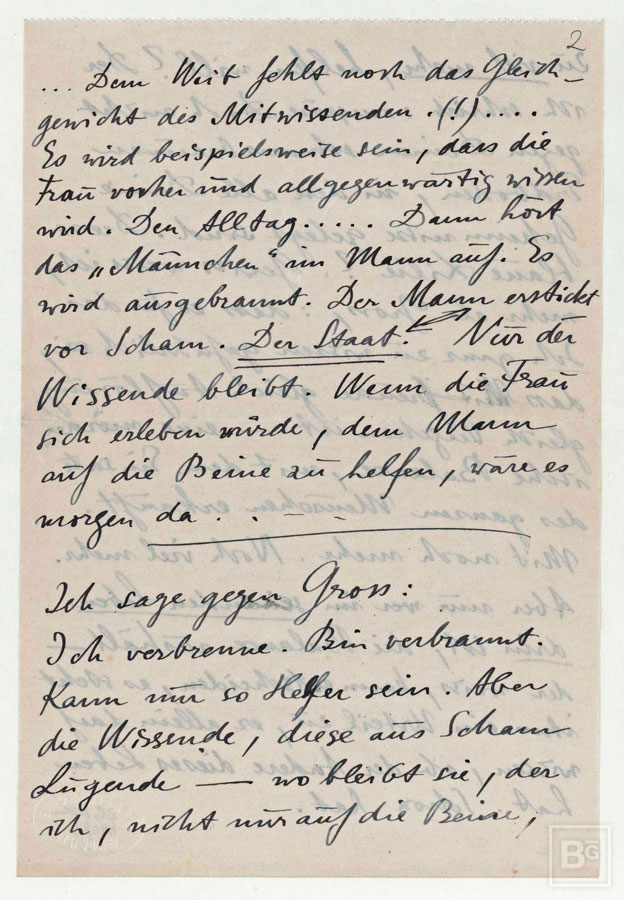 2
... Dem Weib fehlt noch das Gleich-
gewicht des Mitwissenden. (!)....
Es wird beispielsweise sein, dass die
Frau vorher und allgegenwärtig wissen
wird. Den Alltag..... Dann hört
das „Männchen“ im Mann auf. Es
wird ausgebrannt. Der Mann erstickt
vor Scham. Der Staat. Nur der
Wissende bleibt. Wenn die Frau
sich erleben würde, dem Mann
auf die Beine zu helfen, wäre es
morgen da . . – –
Ich sage gegen Gross:
Ich verbrenne. Bin verbrannt.
Kann nur so Helfer sein. Aber
die Wissende, diese aus Scham
Lugende — wo bleibt sie, der
ich, nicht nur auf die Beine,
BG